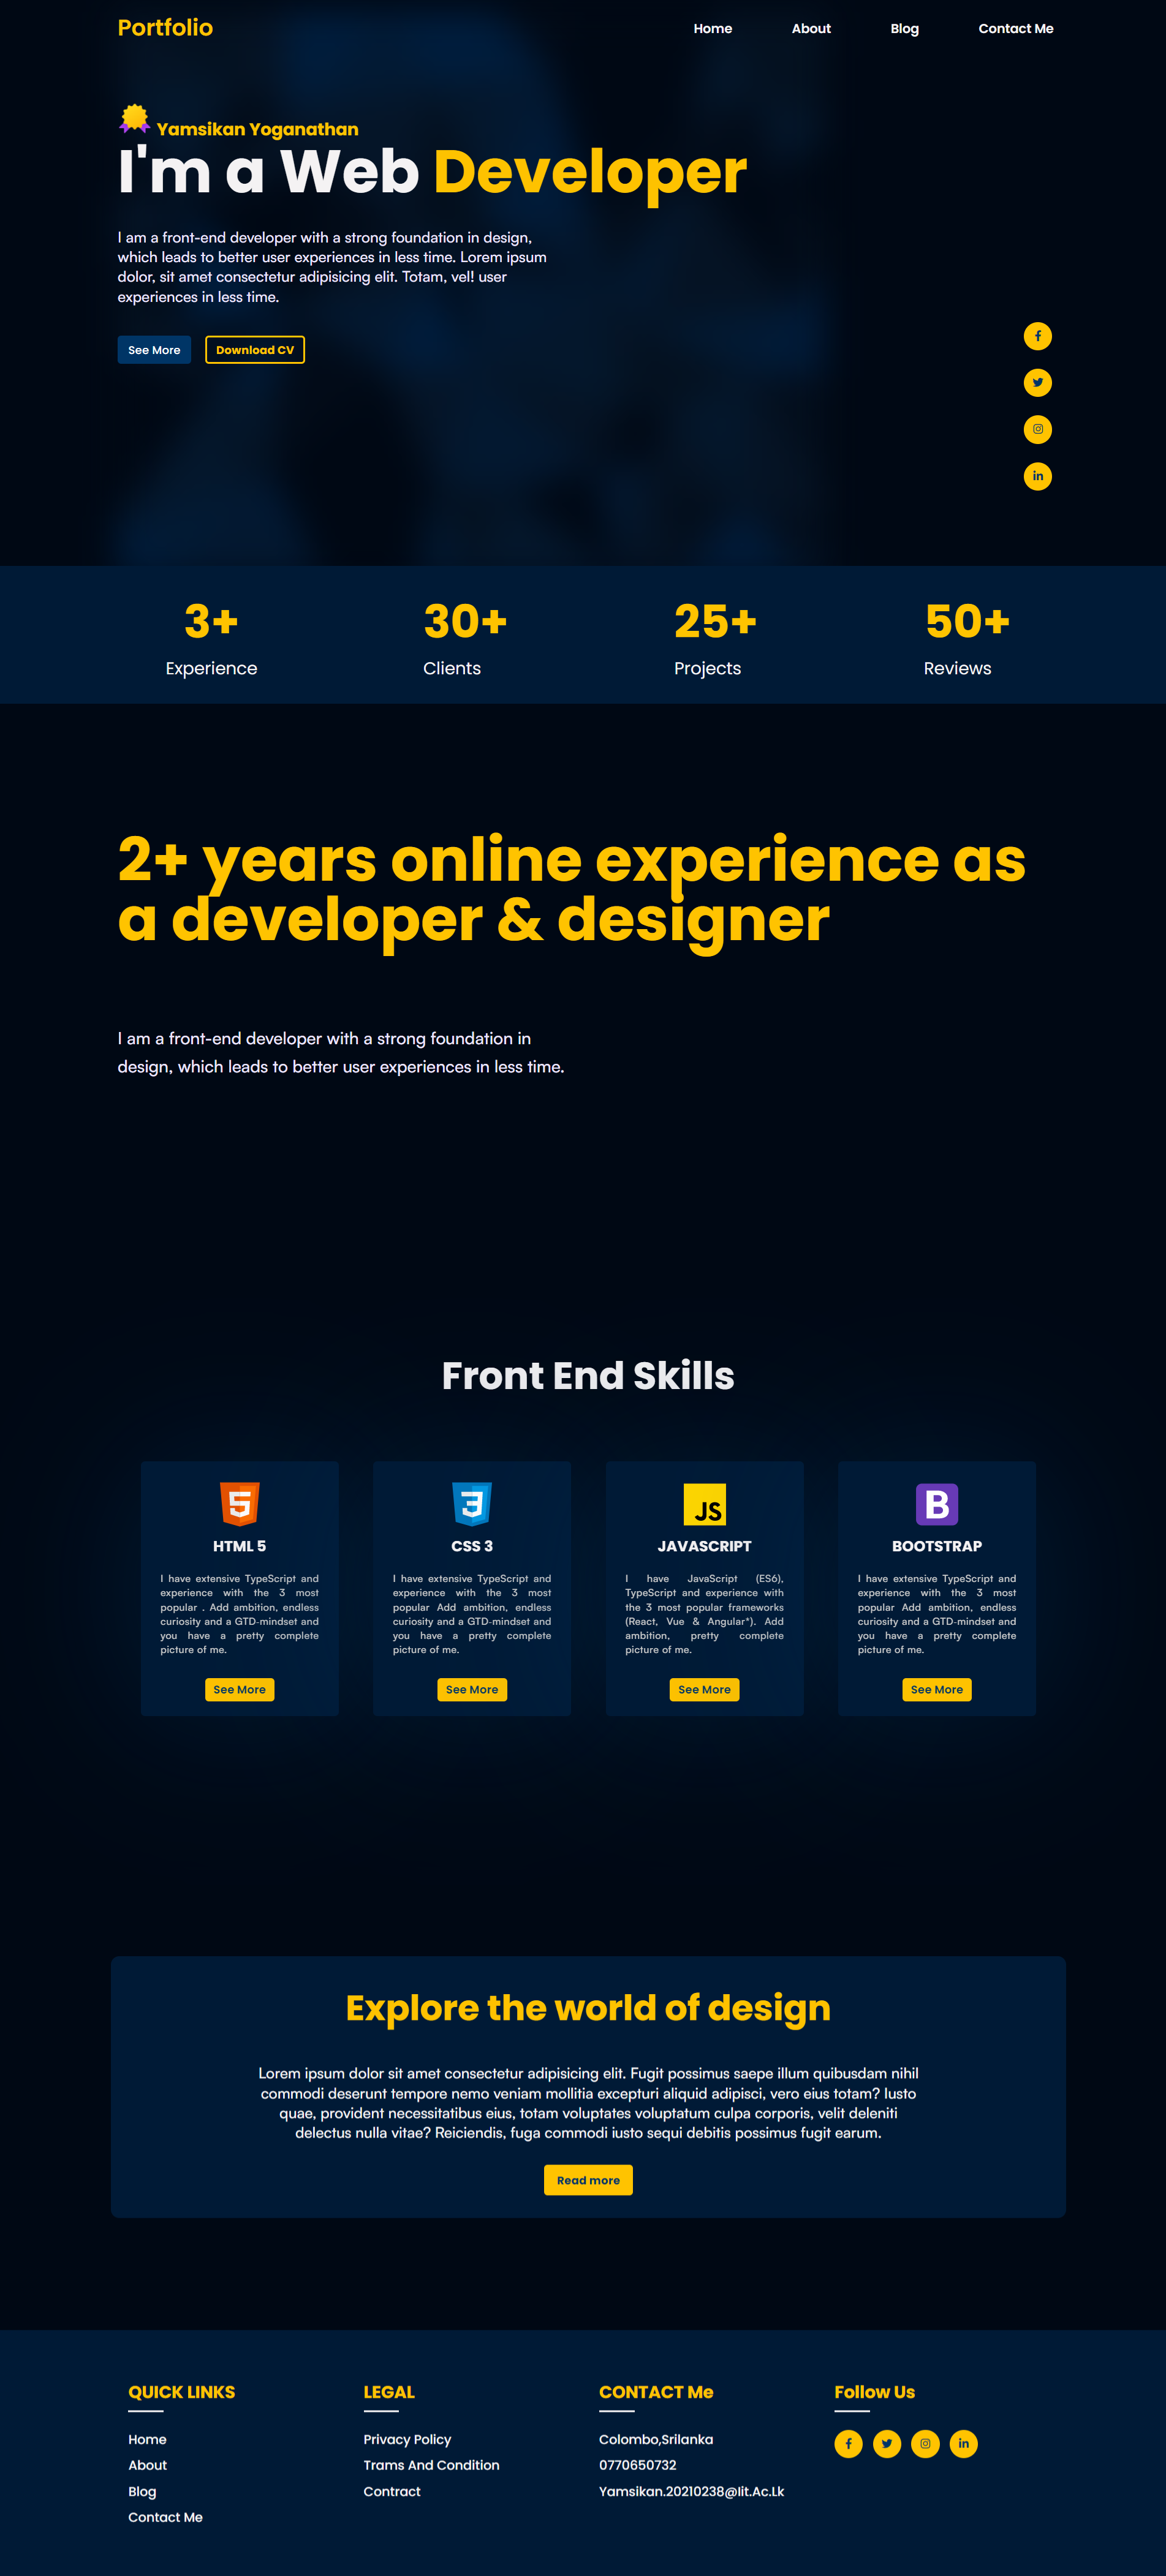 Portfolio
Home
About
Blog
Contact Me
Yamsikan Yoganathan
I'm a Web Developer
I am a front-end developer with a strong foundation in design,
which leads to better user experiences in less time. Lorem ipsum
dolor, sit amet consectetur adipisicing elit. Totam, vel! user
experiences in less time.
See More
Download CV
3+
Experience
30+
Clients
25+
Projects
50+
Reviews
2+ years online experience as
a developer & designer
I am a front-end developer with a strong foundation in
design, which leads to better user experiences in less time.
Front End Skills
5
HTML 5
I have extensive TypeScript and
experience with the 3 most
popular . Add ambition, endless
curiosity and a GTD-mindset and
you have a pretty complete
picture of me.
See More
3
CSS 3
I have extensive TypeScript and
experience with the 3 most
popular Add ambition, endless
curiosity and a GTD-mindset and
you have a pretty complete
picture of me.
See More
JS
JAVASCRIPT
I have JavaScript (ES6),
TypeScript and experience with
the 3 most popular frameworks
(React, Vue & Angular*). Add
ambition, pretty complete
picture of me.
See More
B
BOOTSTRAP
I have extensive TypeScript and
experience with the 3 most
popular Add ambition, endless
curiosity and a GTD-mindset and
you have a pretty complete
picture of me.
See More
Explore the world of design
Lorem ipsum dolor sit amet consectetur adipisicing elit. Fugit possimus saepe illum quibusdam nihil
commodi deserunt tempore nemo veniam mollitia excepturi aliquid adipisci, vero eius totam? Iusto
quae, provident necessitatibus eius, totam voluptates voluptatum culpa corporis, velit deleniti
delectus nulla vitae? Reiciendis, fuga commodi iusto sequi debitis possimus fugit earum.
Read more
QUICK LINKS
Home
About
Blog
Contact Me
LEGAL
Privacy Policy
Trams And Condition
Contract
CONTACT Me
Colombo,Srilanka
0770650732
Yamsikan.20210238@Iit.Ac.Lk
Follow Us